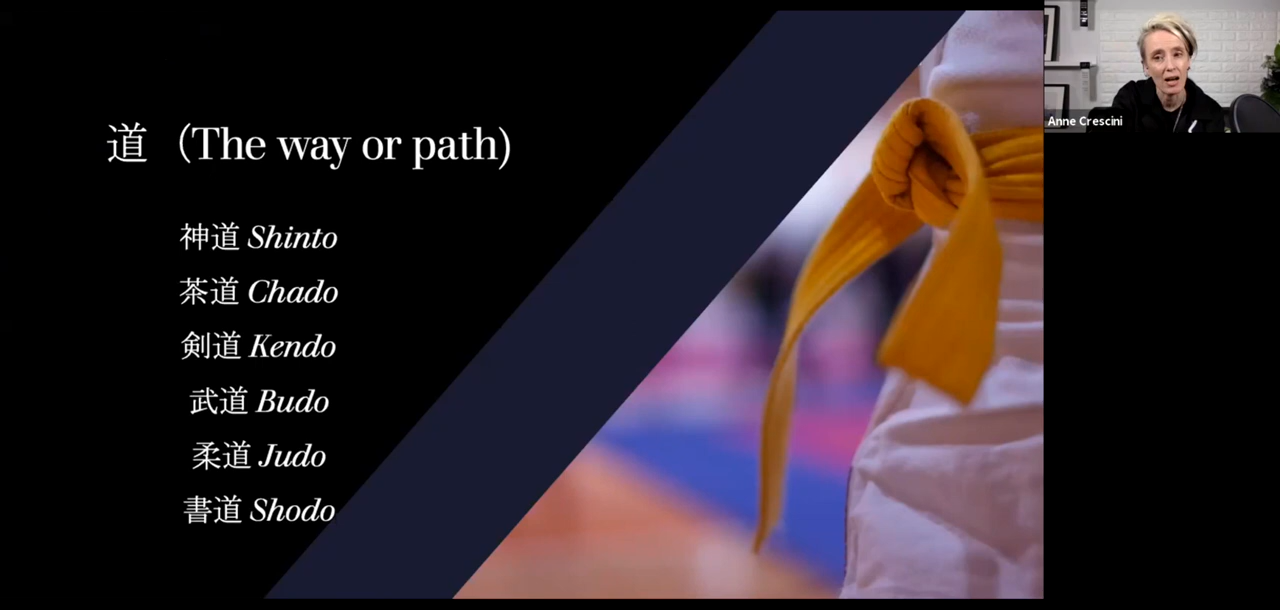 道 （The way or path)
神道 Shinto
茶道 Chado
剣道 Kendo
武道 Budo
柔道 Judo
書道 Shodo
Anne Crescini